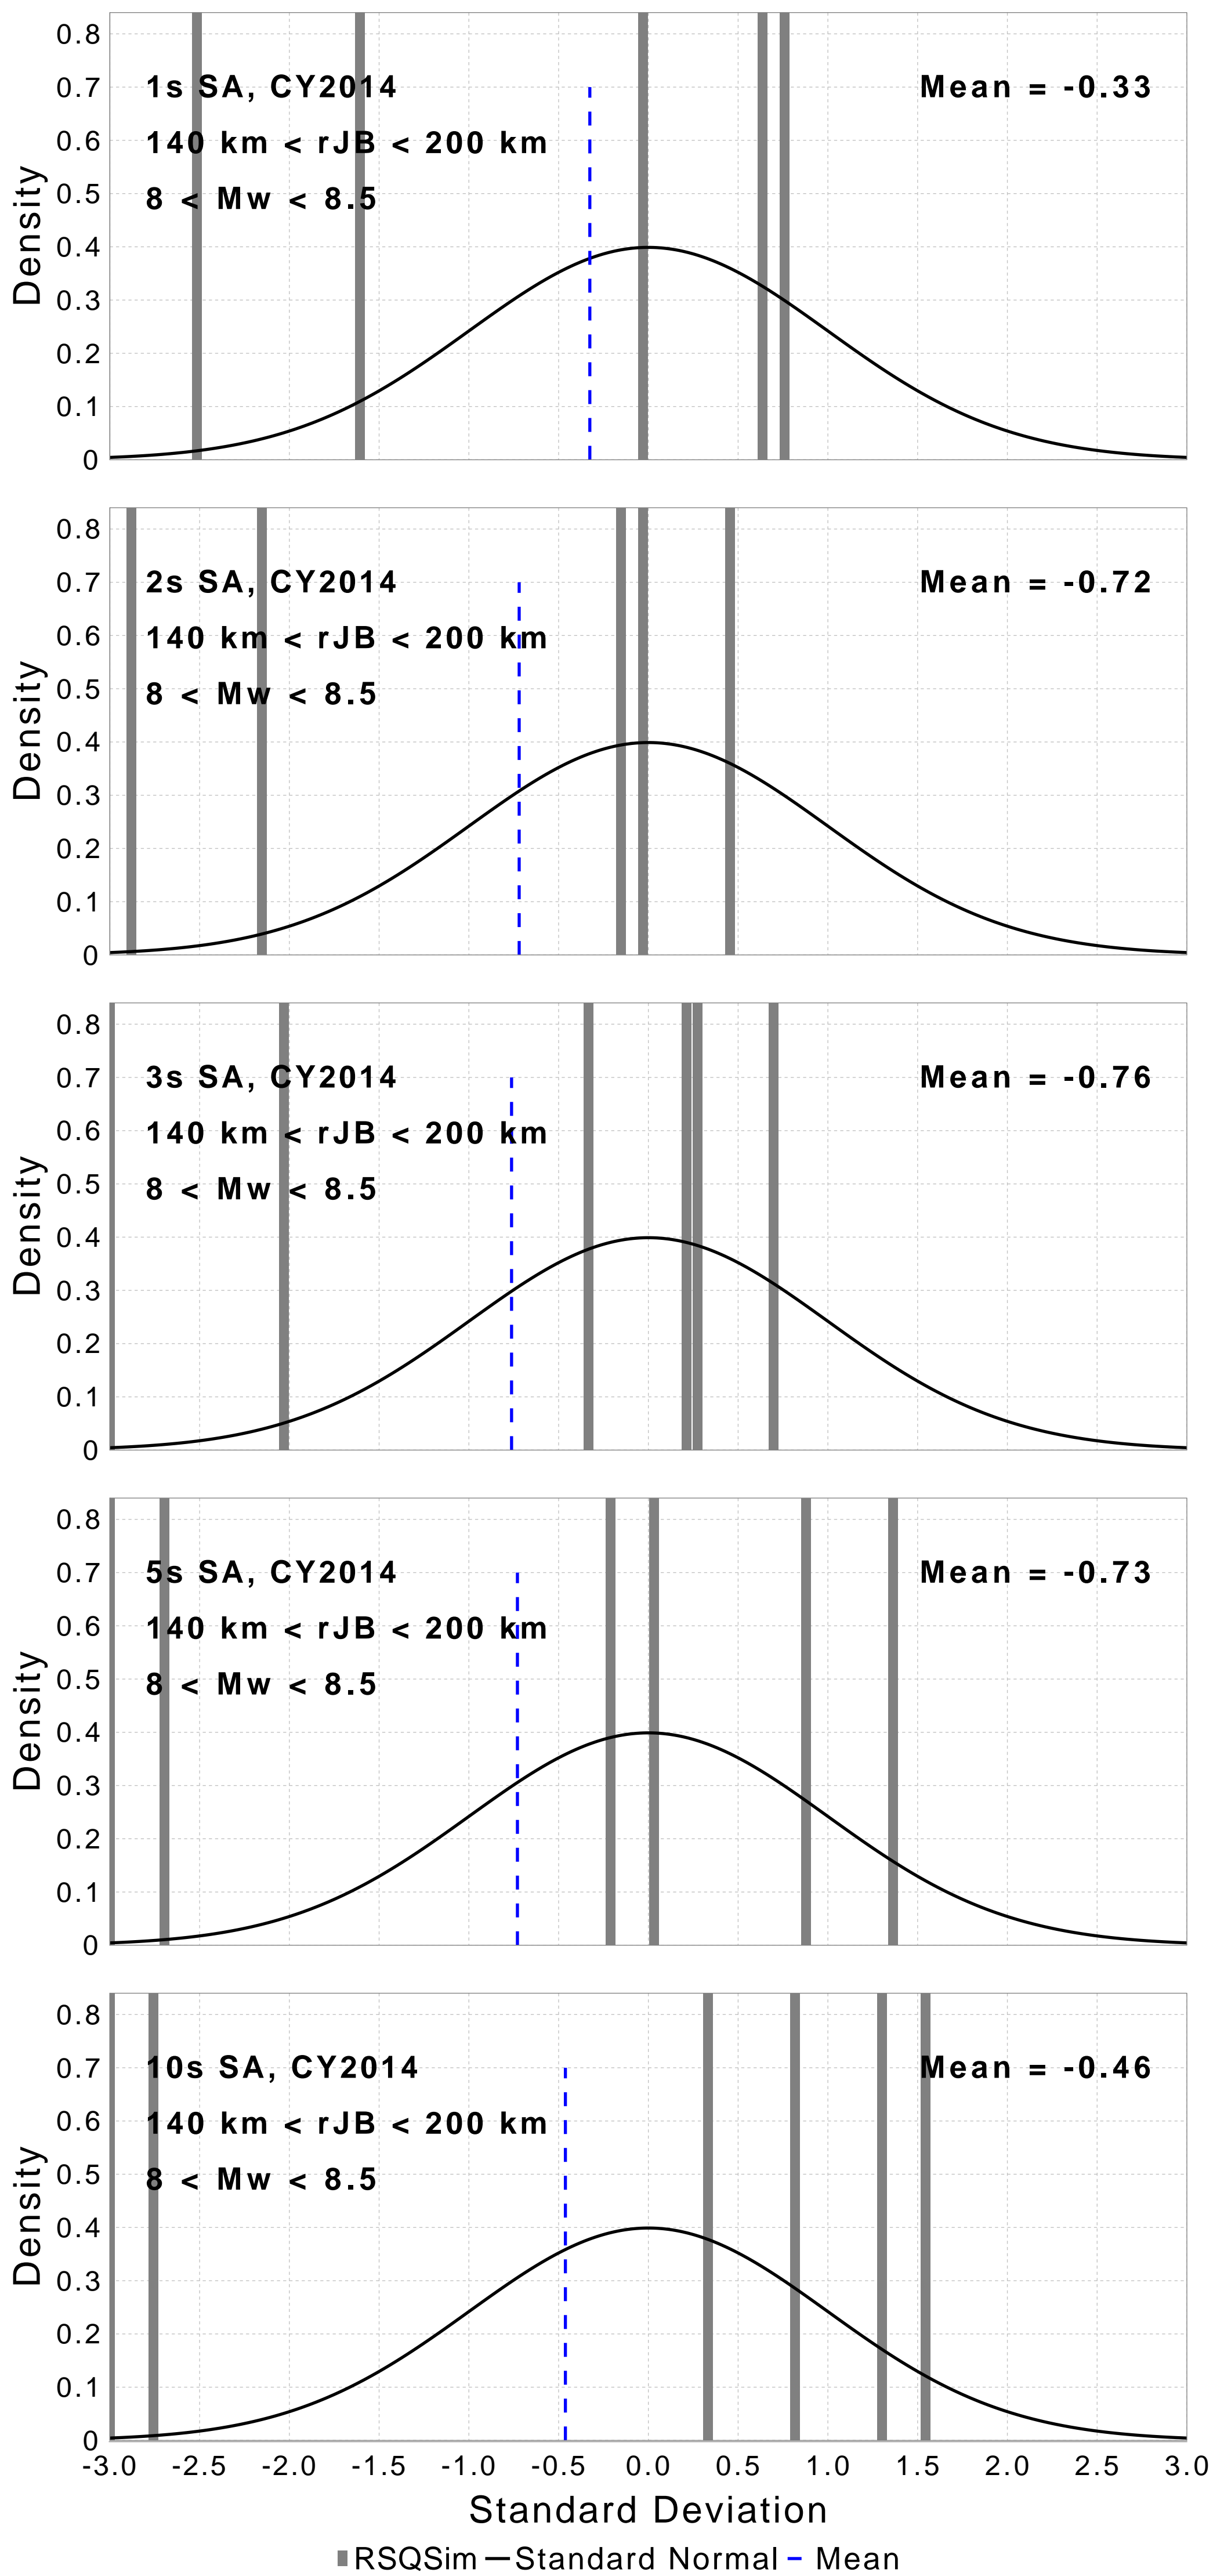 0.8
0.7
0.6
0.5
0.4
0.3
0.2
0.1
0
Density
1s SA, CY2014
140 km < rJB < 200 km
8 < Mw < 8.5
Mean = -0.33
0.8
0.7
0.6
0.5
0.4
0.3
0.2
0.1
0
Density
2s SA, CY2014
140 km < rJB < 200 km
8 < Mw < 8.5
Mean = -0.72
0.8
0.7
0.6
0.5
0.4
0.3
0.2
0.1
0
Density
3s SA, CY2014
140 km < rJB < 200 km
8 < Mw < 8.5
Mean = -0.76
0.8
0.7
0.6
0.5
0.4
0.3
0.2
0.1
0
Density
5s SA, CY2014
140 km < rJB < 200 km
8 < Mw < 8.5
Mean = -0.73
0.8
0.7
0.6
0.5
0.4
0.3
0.2
0.1
0
Density
10s SA, CY2014
140 km < rJB < 200 km
8 < Mw < 8.5
Mean = -0.46
-3.0 -2.5 -2.0 -1.5 -1.0 -0.5 0.0 0.5 1.0 1.5 2.0 2.5 3.0
Standard Deviation
RSQSim Standard Normal Mean